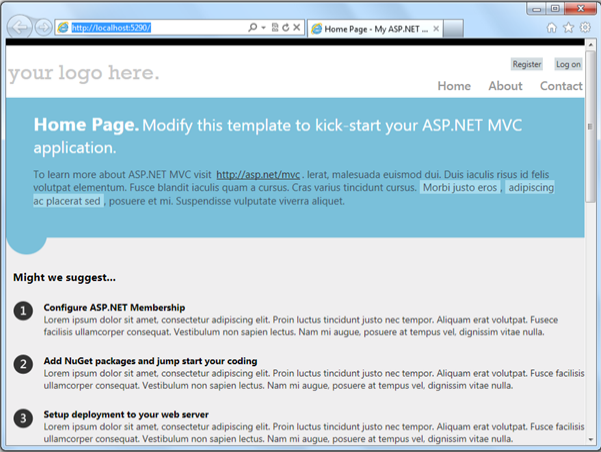 http://localhost:5290/
Home Page - My ASP.NET ...
your logo here.
Register
Log on
Home
About
Contact
Home Page. Modify this template to kick-start your ASP.NET MVC
application.
To learn more about ASP.NET MVC visit http://asp.net/mvc . lerat, malesuada euismod dui. Duis iaculis risus id felis
volutpat elementum. Fusce blandit iaculis quam a cursus. Cras varius tincidunt cursus. Morbi justo eros , adipiscing
ac placerat sed , posuere et mi. Suspendisse vulputate viverra aliquet.
Might we suggest...
1
Configure ASP.NET Membership
Lorem ipsum dolor sit amet, consectetur adipiscing elit. Proin luctus tincidunt justo nec tempor. Aliquam erat volutpat. Fusece
facilisis ullamcorper consequat. Vestibulum non sapien lectus. Nam mi augue, posuere at tempus vel, dignissim vitae nulla.
2
Add NuGet packages and jump start your coding
Lorem ipsum dolor sit amet, consectetur adipiscing elit. Proin luctus tincidunt justo nec tempor. Aliquam erat volutpat. Fusce facilisis
ullamcorper consequat. Vestibulum non sapien lectus. Nam mi augue, posuere at tempus vel, dignissim vitae nulla.
3
Setup deployment to your web server
Lorem ipsum dolor sit amet, consectetur adipiscing elit. Proin luctus tincidunt justo nec tempor. Aliquam erat volutpat. Fusce facilisis
ullamcorper consequat. Vestibulum non sapien lectus. Nam mi augue, posuere at tempus vel, dignissim vitae nulla.